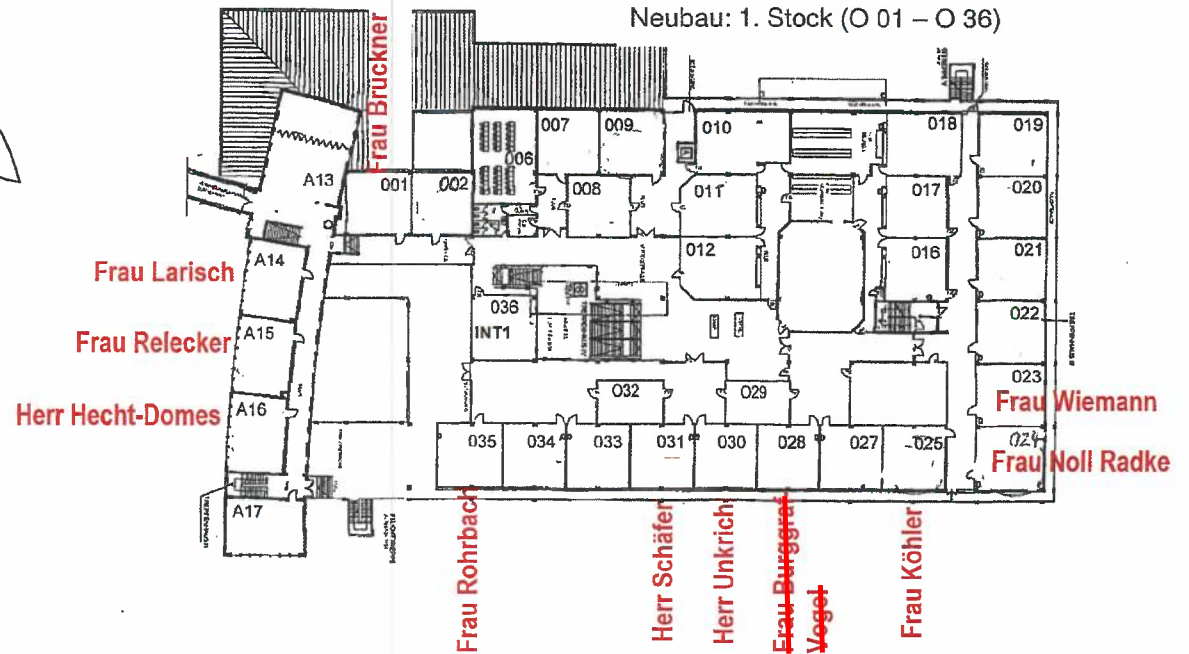 Neubau: 1. Stock (O 01 – O 36)
Frau Bruckner
007
009
010
018
019
006
A13
001
002
008
011
017
020
012
016
021
Frau Larisch
A14
036
INT1
022
Frau Relecker
A15
023
Frau Wiemann
Herr Hecht-Domes
A16
032
029
035
034
033
031
030
028
027
025
024
Frau Noll Radke
A17
Frau Rohrbach
Herr Schäfer
Herr Unkrich
Frau Burggraf
Vogel
Frau Köhler